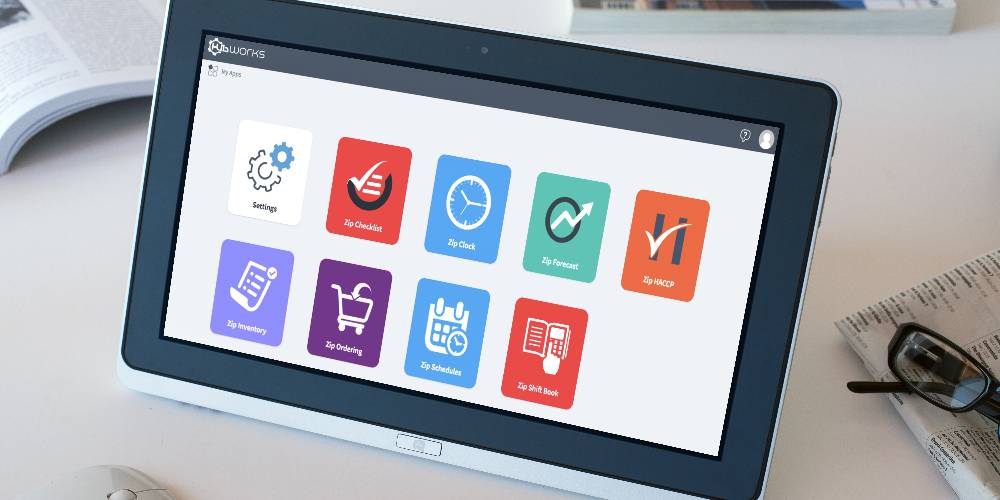 HubWORKS
My Apps
Settings
Zip Checklist
Zip Clock
Zip Forecast
Zip HACCP
Zip Inventory
Zip Ordering
Zip Schedules
Zip Shift Book